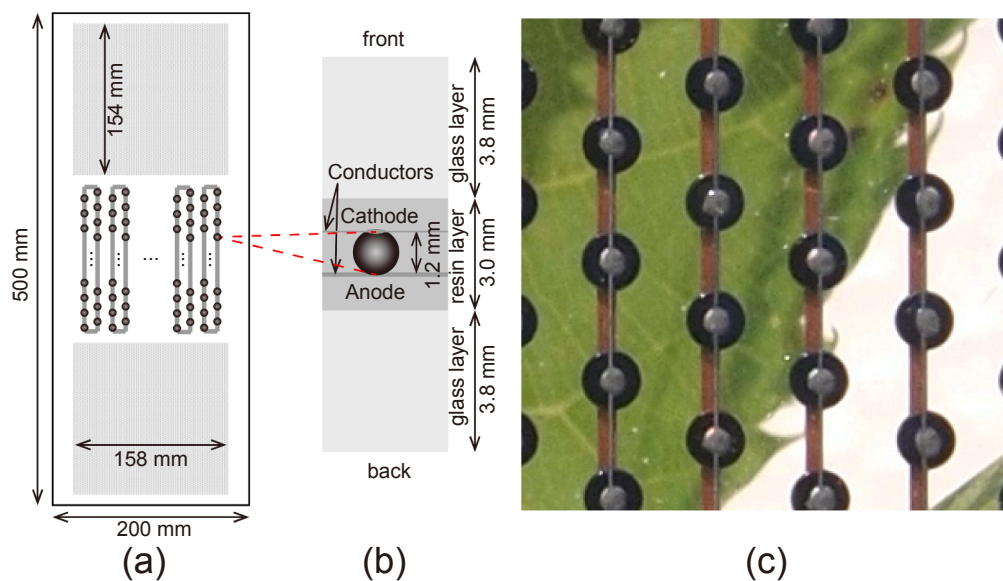 500 mm
154 mm
158 mm
200 mm
(a)
front
glass layer
3.8 mm
Conductors
Cathode
resin layer
3.0 mm
1.2 mm
Anode
glass layer
3.8 mm
back
(b)
(c)